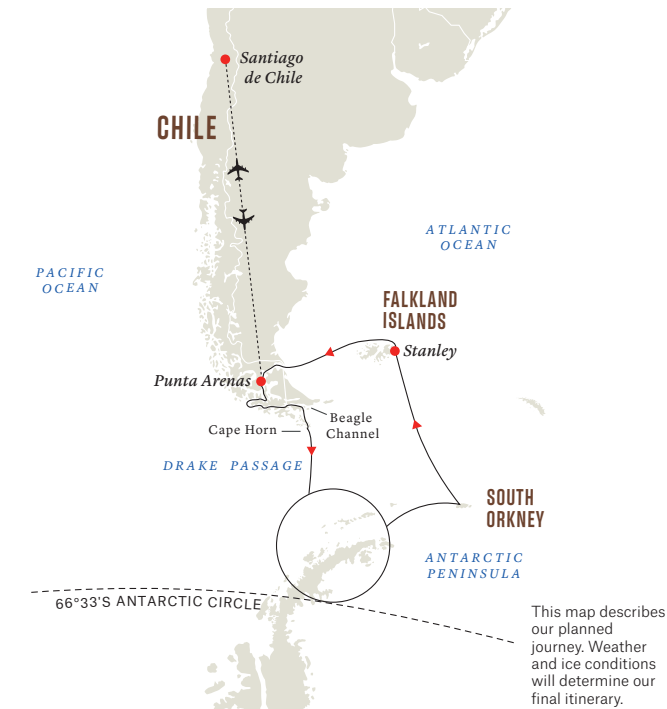 Santiago
de Chile
CHILE
ATLANTIC
OCEAN
PACIFIC
OCEAN
FALKLAND
ISLANDS
Stanley
Punta Arenas
Beagle
Channel
Cape Horn
DRAKE PASSAGE
SOUTH
ORKNEY
ANTARCTIC
PENINSULA
66°33'S ANTARCTIC CIRCLE
This map describes
our planned
journey. Weather
and ice conditions
will determine our
final itinerary.